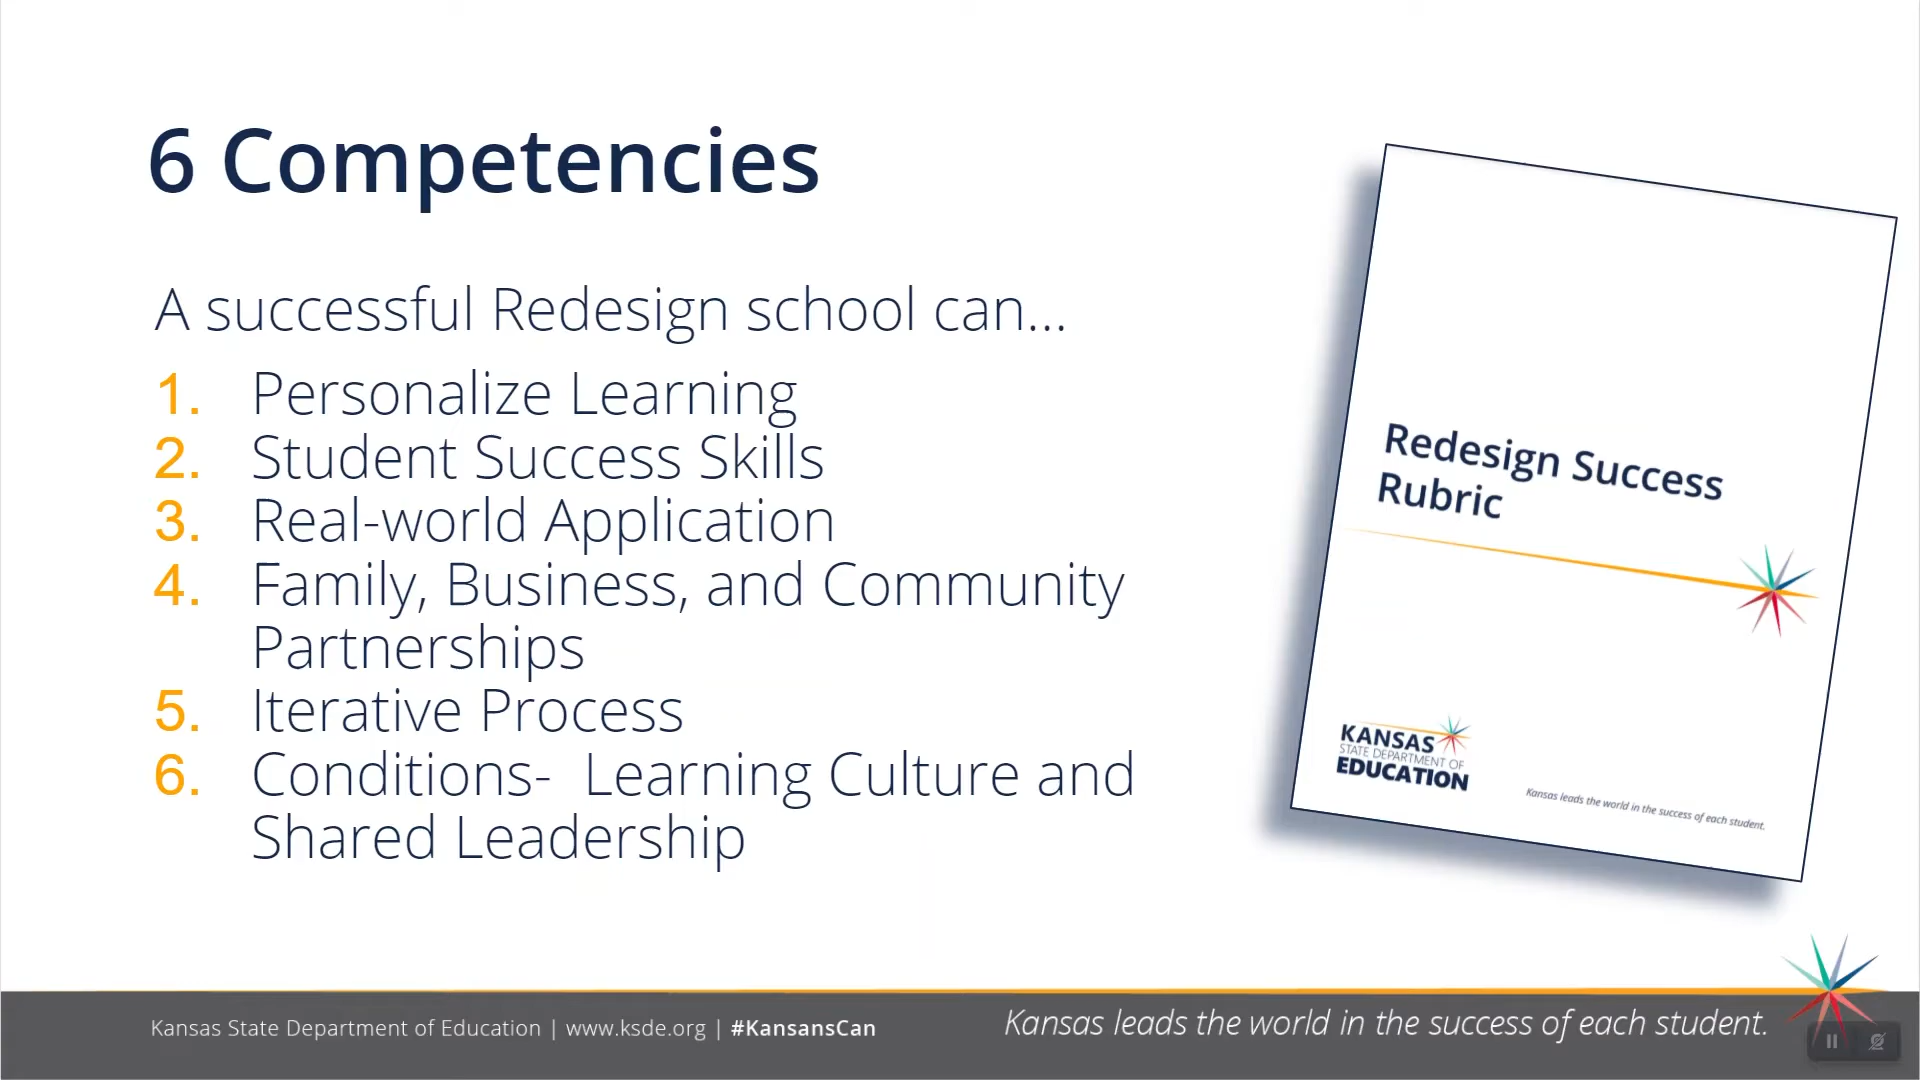 6 Competencies
A successful Redesign school can...
1. Personalize Learning
2. Student Success Skills
3. Real-world Application
4. Family, Business, and Community
Partnerships
5. Iterative Process
6. Conditions-  Learning Culture and
Shared Leadership
Redesign Success
Rubric
KANSAS
STATE DEPARTMENT OF
EDUCATION
Kansas leads the world in the success of each student.
Kansas State Department of Education | www.ksde.org | #KansansCan
Kansas leads the world in the success of each student.